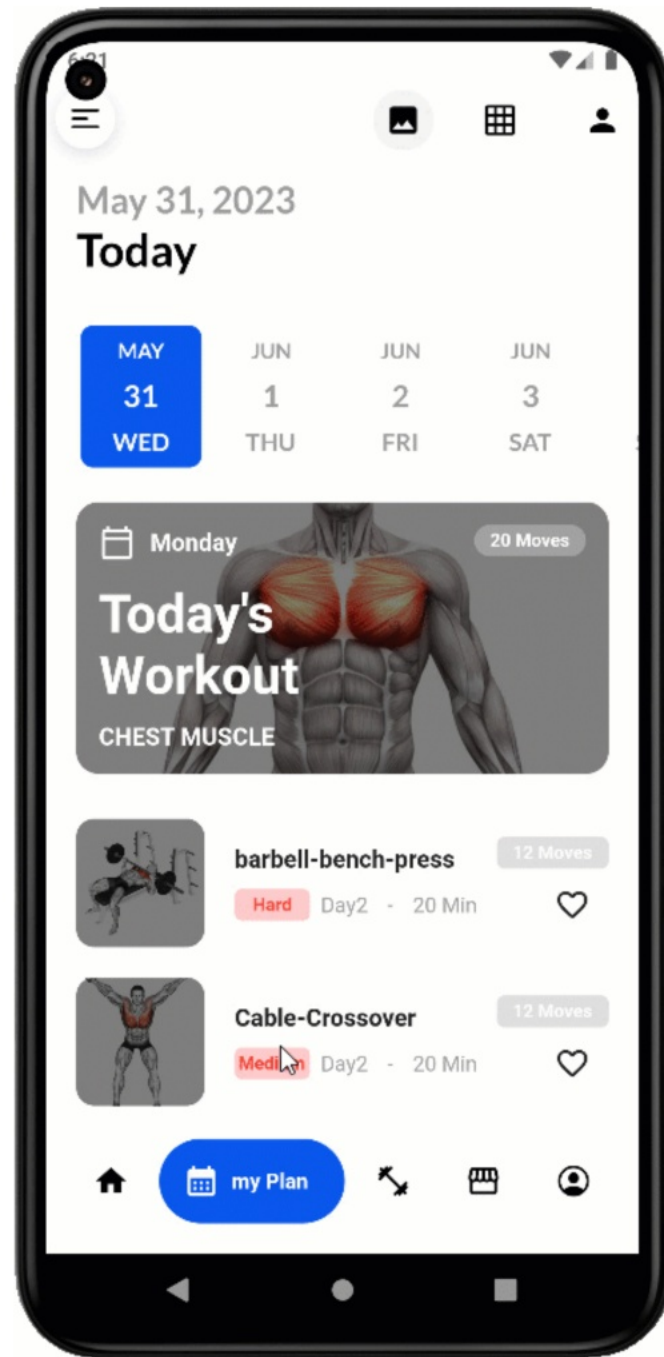 6:21
May 31, 2023
Today
MAY JUN JUN JUN
31 1 2 3
WED THU FRI SAT
Monday 20 Moves
Today's
Workout
CHEST MUSCLE
barbell-bench-press 12 Moves
Hard Day2 - 20 Min
Cable-Crossover 12 Moves
Medium Day2 - 20 Min
my Plan